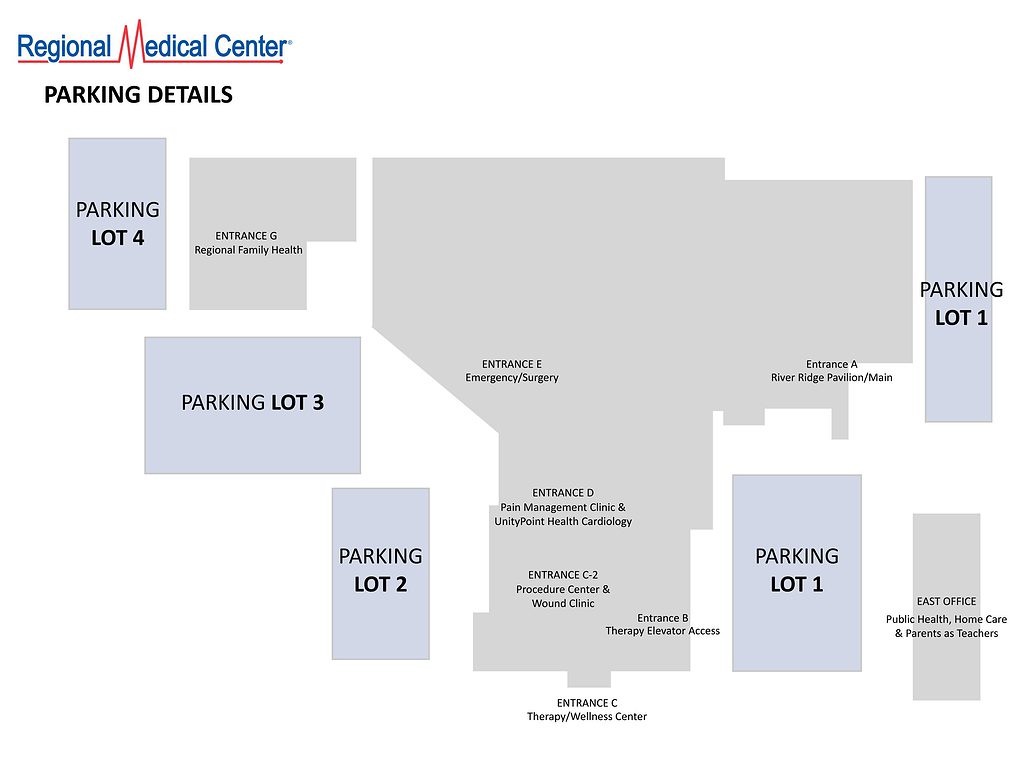 Regional Medical Center®
PARKING DETAILS
PARKING
LOT 4
ENTRANCE G
Regional Family Health
PARKING
LOT 1
PARKING LOT 3
ENTRANCE E
Emergency/Surgery
Entrance A
River Ridge Pavilion/Main
PARKING
LOT 2
ENTRANCE D
Pain Management Clinic &
UnityPoint Health Cardiology
ENTRANCE C-2
Procedure Center &
Wound Clinic
Entrance B
Therapy Elevator Access
PARKING
LOT 1
EAST OFFICE
Public Health, Home Care
& Parents as Teachers
ENTRANCE C
Therapy/Wellness Center